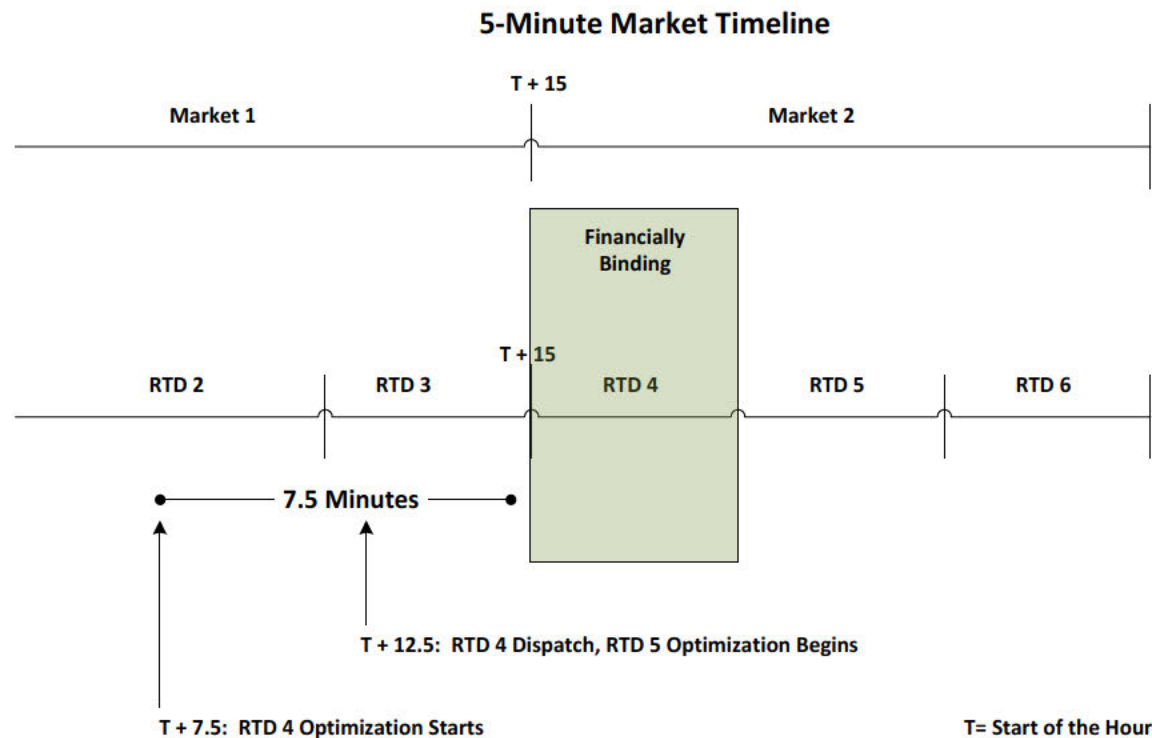 5-Minute Market Timeline
T + 15
Market 1
Market 2
Financially
Binding
T + 15
RTD 2
RTD 3
RTD 4
RTD 5
RTD 6
7.5 Minutes
T + 12.5:  RTD 4 Dispatch, RTD 5 Optimization Begins
T + 7.5:  RTD 4 Optimization Starts
T= Start of the Hour